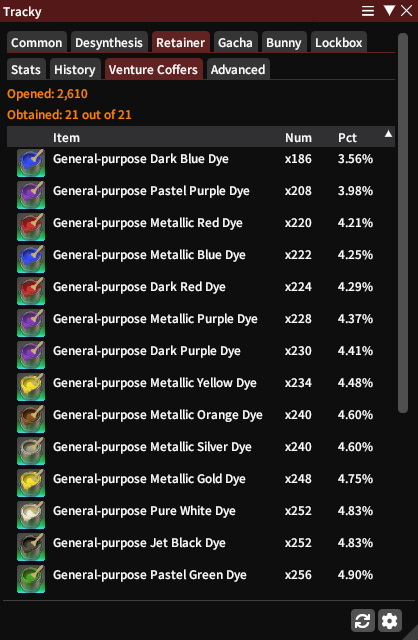 Tracky
Common Desynthesis Retainer Gacha Bunny Lockbox
Stats History Venture Coffers Advanced
Opened: 2,610
Obtained: 21 out of 21
Item Num Pct
General-purpose Dark Blue Dye x186 3.56%
General-purpose Pastel Purple Dye x208 3.98%
General-purpose Metallic Red Dye x220 4.21%
General-purpose Metallic Blue Dye x222 4.25%
General-purpose Dark Red Dye x224 4.29%
General-purpose Metallic Purple Dye x228 4.37%
General-purpose Dark Purple Dye x230 4.41%
General-purpose Metallic Yellow Dye x234 4.48%
General-purpose Metallic Orange Dye x240 4.60%
General-purpose Metallic Silver Dye x240 4.60%
General-purpose Metallic Gold Dye x248 4.75%
General-purpose Pure White Dye x252 4.83%
General-purpose Jet Black Dye x252 4.83%
General-purpose Pastel Green Dye x256 4.90%